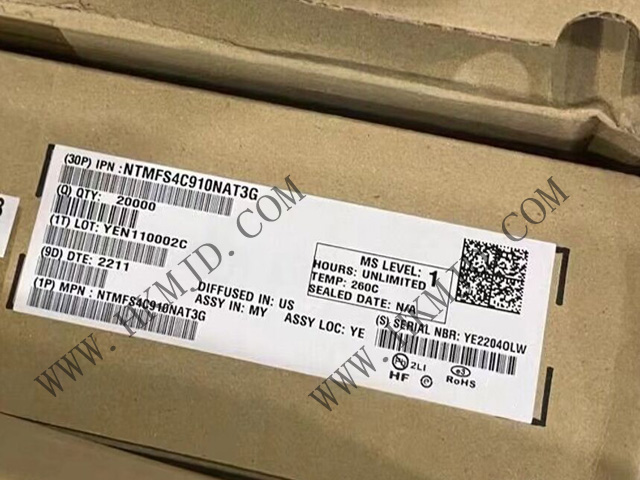 (30P) IPN :NTMFS4C910NAT3G
(Q) QTY: 20000
(1T) LOT: YEN110002C
(9D) DTE: 2211
(1P) MPN : NTMFS4C910NAT3G
DIFFUSED IN: US
ASSY IN: MY
ASSY LOC: YE
MS LEVEL: 1
HOURS: UNLIMITED
TEMP: 260C
SEALED DATE: N/A
(S) SERIAL NBR: YE22040LW
Pb 2LI
e3
HF
RoHS
WWW.HKMJD.COM
WWW.HKMJD.COM